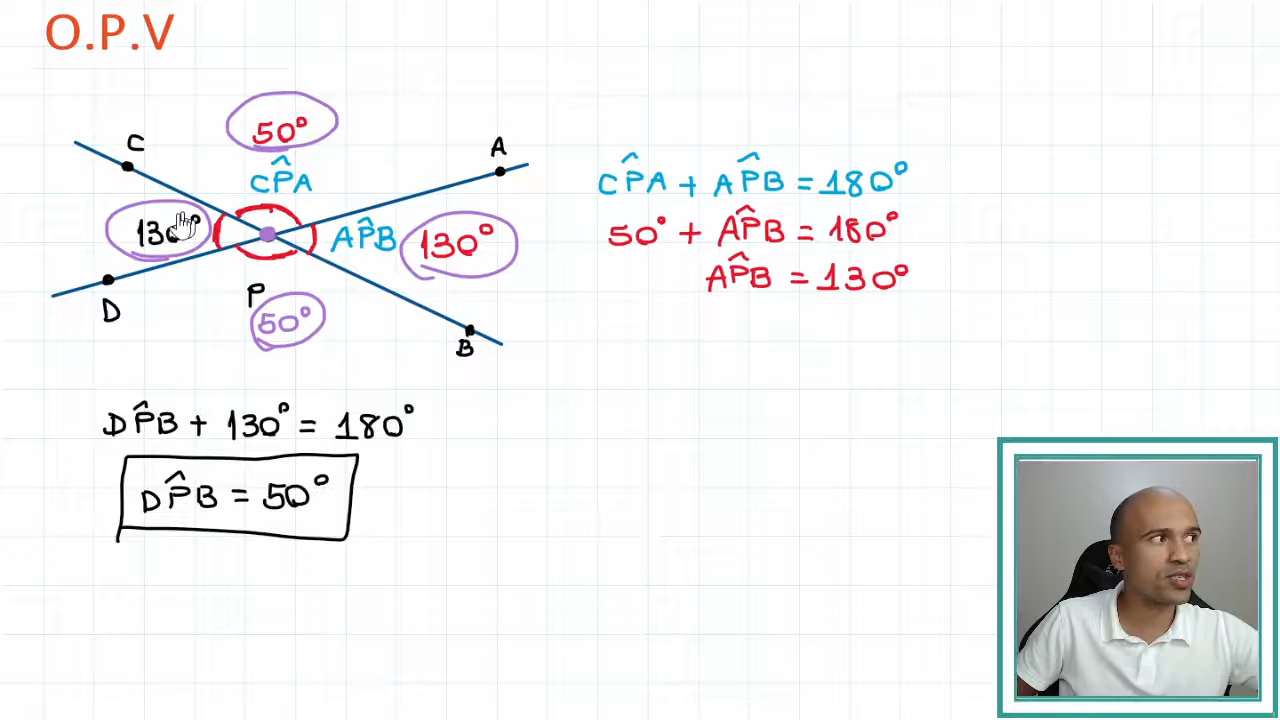 O.P.V
50°
C
A
CP̂A
130°
AP̂B
130°
D
P
50°
B
CP̂A + AP̂B = 180°
50° + AP̂B = 180°
AP̂B = 130°
DP̂B + 130° = 180°
DP̂B = 50°